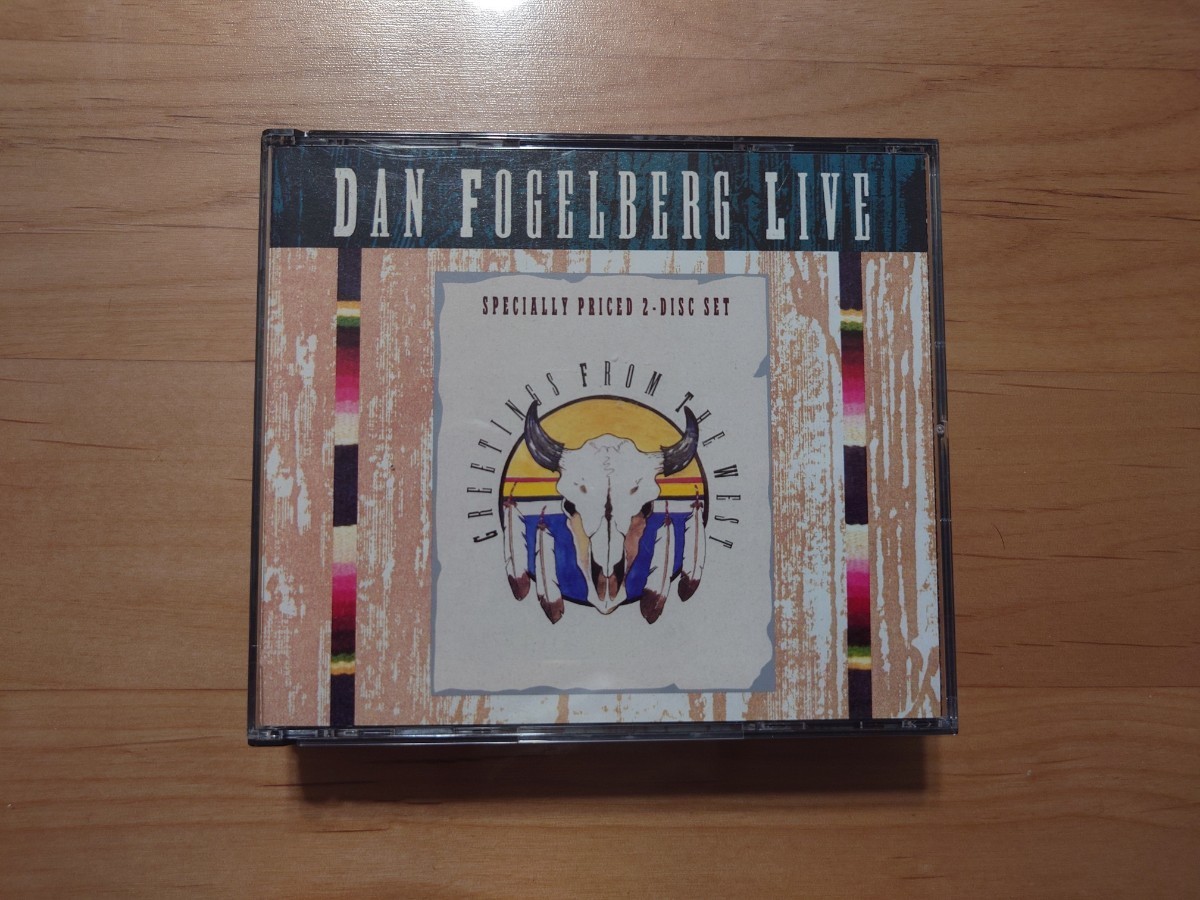 DAN FOGELBERG LIVE
SPECIALLY PRICED 2-DISC SET
GREETINGS FROM THE WEST